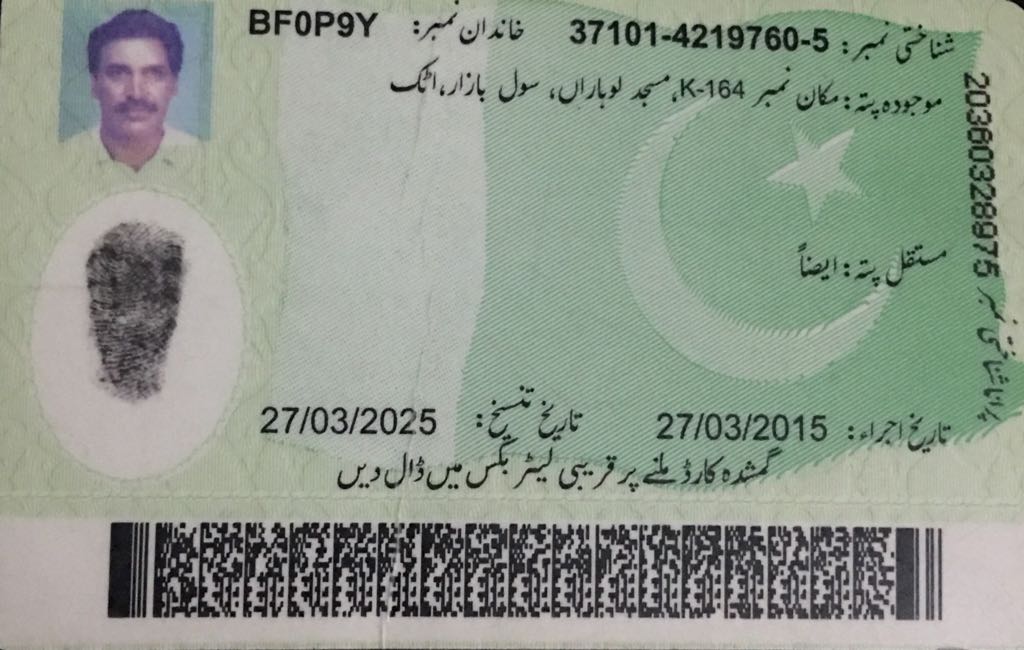 شناختی نمبر: 37101-4219760-5 خاندان نمبر: BF0P9Y
موجودہ پتہ: مکان نمبر K-164، مسجد لوہاراں، سول بازار، اٹک
مستقل پتہ: ایضاً
تاریخ اجراء: 27/03/2015 تاریخ تنسیخ: 27/03/2025
گمشدہ کارڈ ملنے پر قریبی لیٹر بکس میں ڈال دیں
20360328975
شناختی نمبر